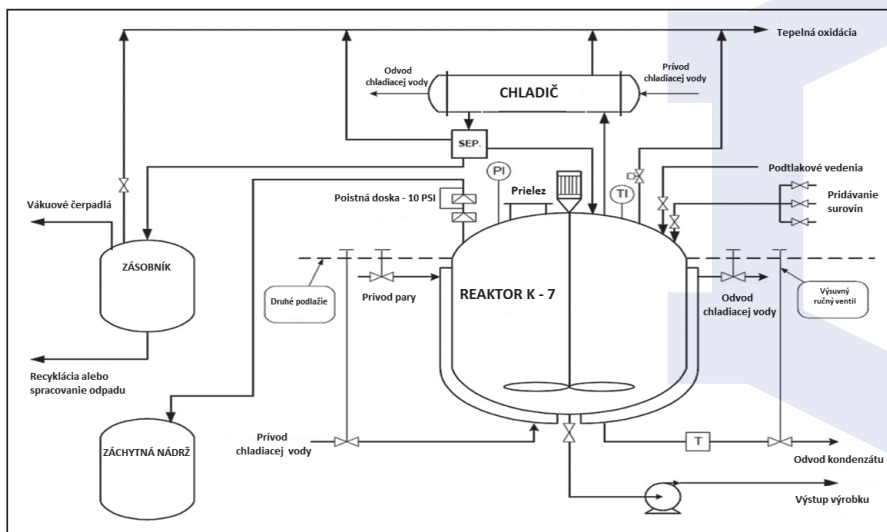 Tepelná oxidácia
Odvod
chladiacej vody
Prívod
chladiacej vody
CHLADIČ
SEP.
PI
TI
Prielez
Poistná doska - 10 PSI
Podtlakové vedenia
Pridávanie
surovín
Vákuové čerpadlá
ZÁSOBNÍK
Druhé podlažie
Prívod pary
REAKTOR K - 7
Odvod
chladiacej vody
Výsuvný
ručný ventil
Recyklácia alebo
spracovanie odpadu
ZÁCHYTNÁ NÁDRŽ
Prívod
chladiacej vody
T
Odvod kondenzátu
Výstup výrobku